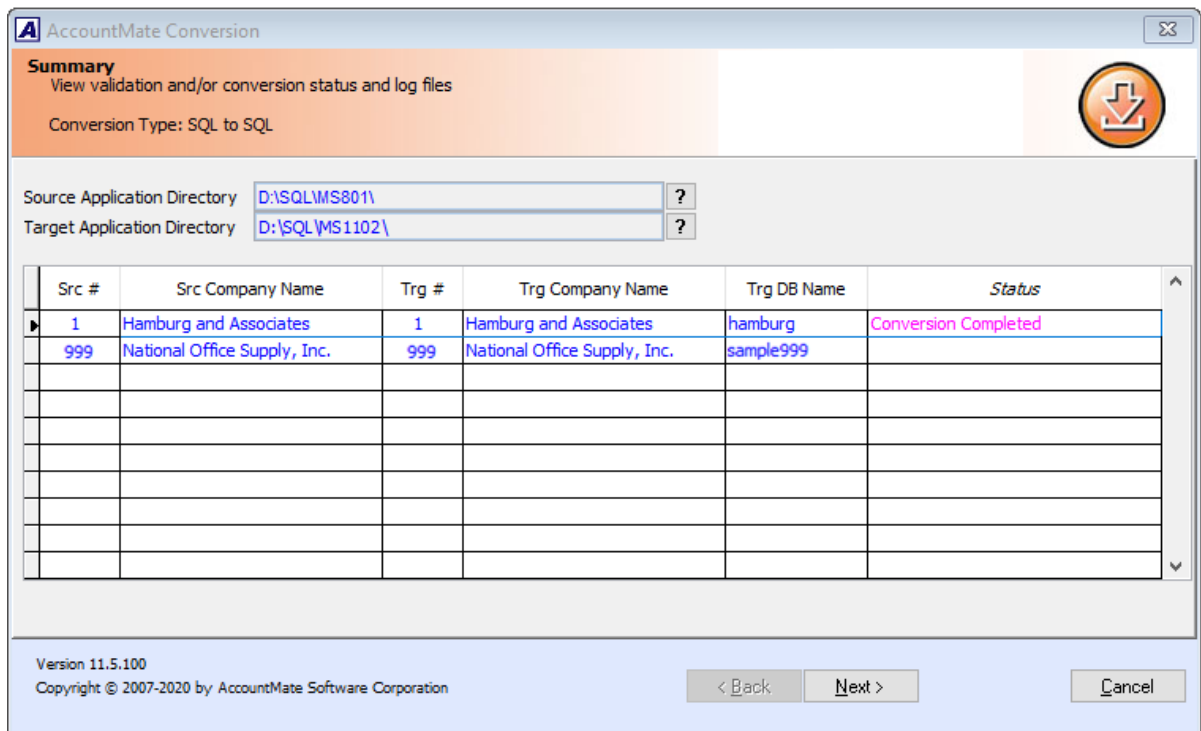 AccountMate Conversion
Summary
View validation and/or conversion status and log files
Conversion Type: SQL to SQL
Source Application Directory D:\SQL\MS801\ ?
Target Application Directory D:\SQL\MS1102\ ?
Src # Src Company Name Trg # Trg Company Name Trg DB Name Status
1 Hamburg and Associates 1 Hamburg and Associates hamburg Conversion Completed
999 National Office Supply, Inc. 999 National Office Supply, Inc. sample999
Version 11.5.100
Copyright © 2007-2020 by AccountMate Software Corporation
< Back Next > Cancel